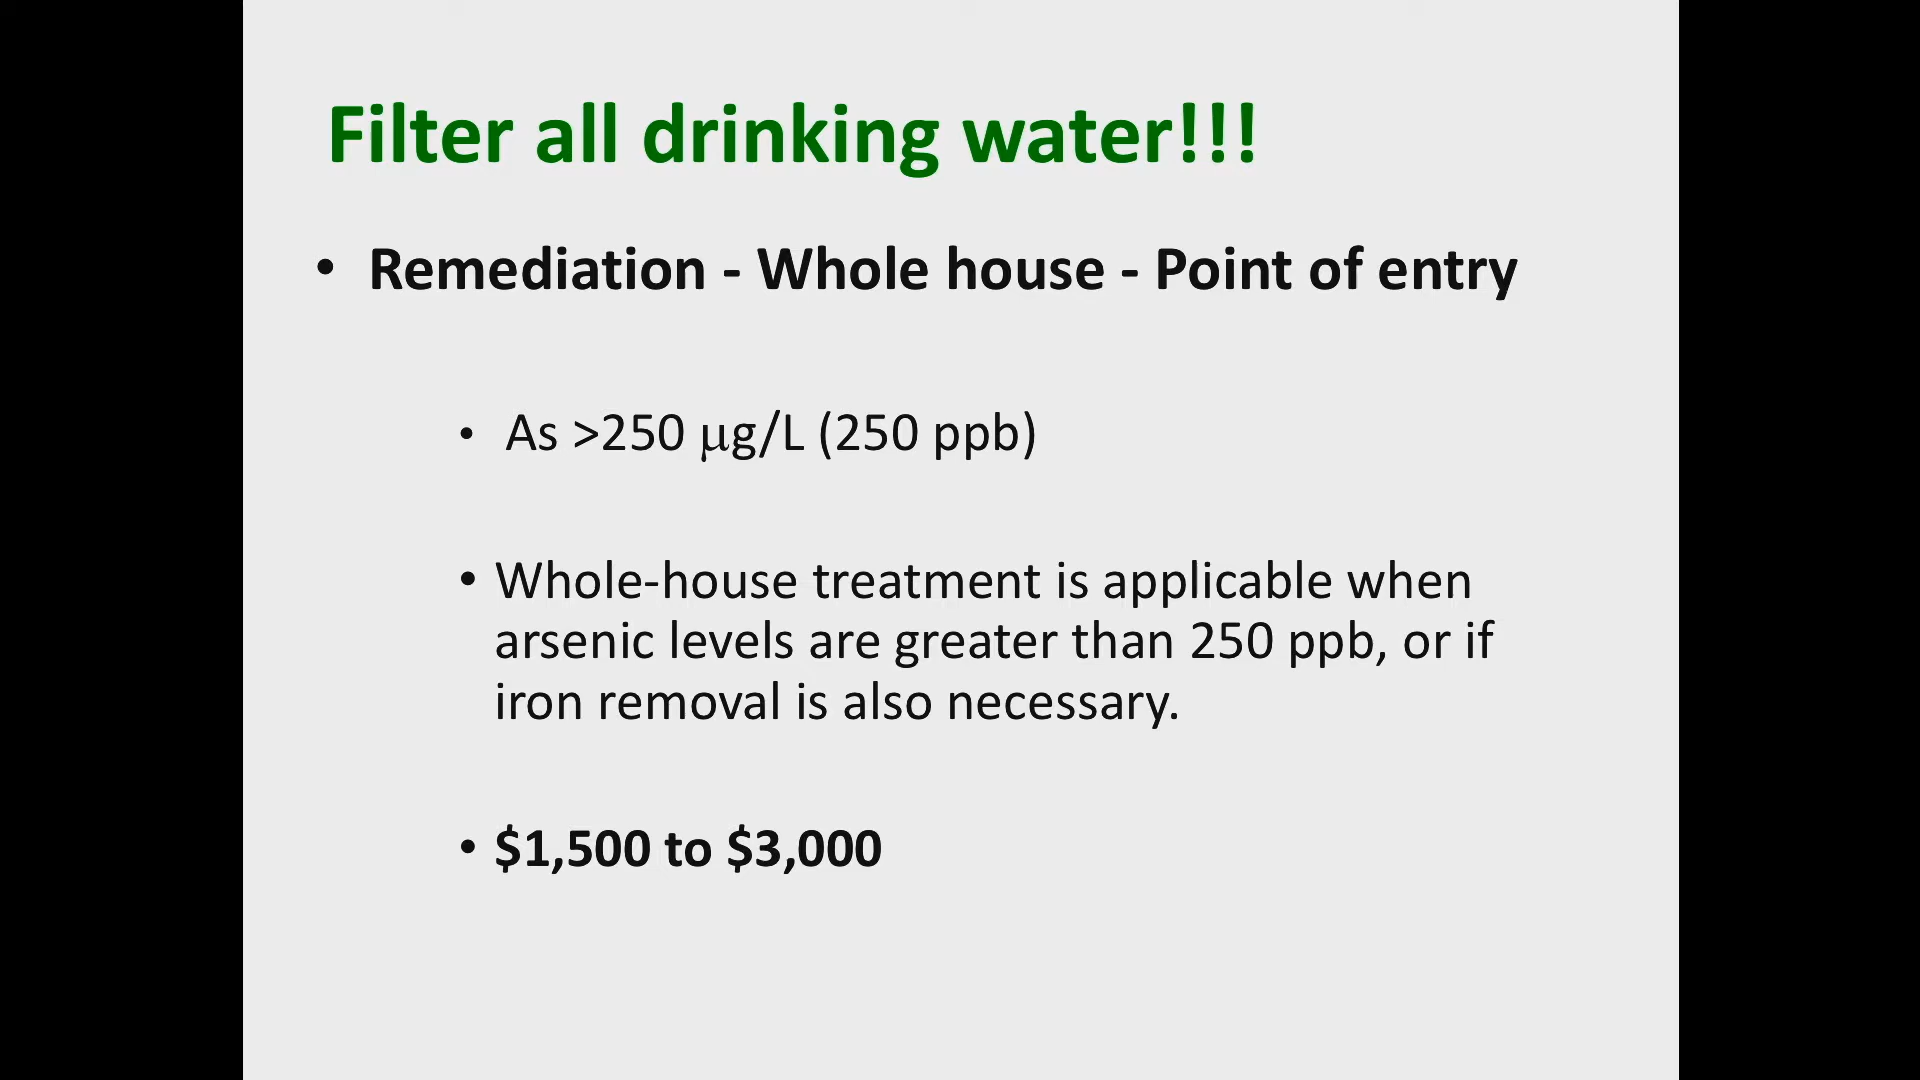 Filter all drinking water!!!
• Remediation - Whole house - Point of entry
• As >250 µg/L (250 ppb)
• Whole-house treatment is applicable when
arsenic levels are greater than 250 ppb, or if
iron removal is also necessary.
• $1,500 to $3,000